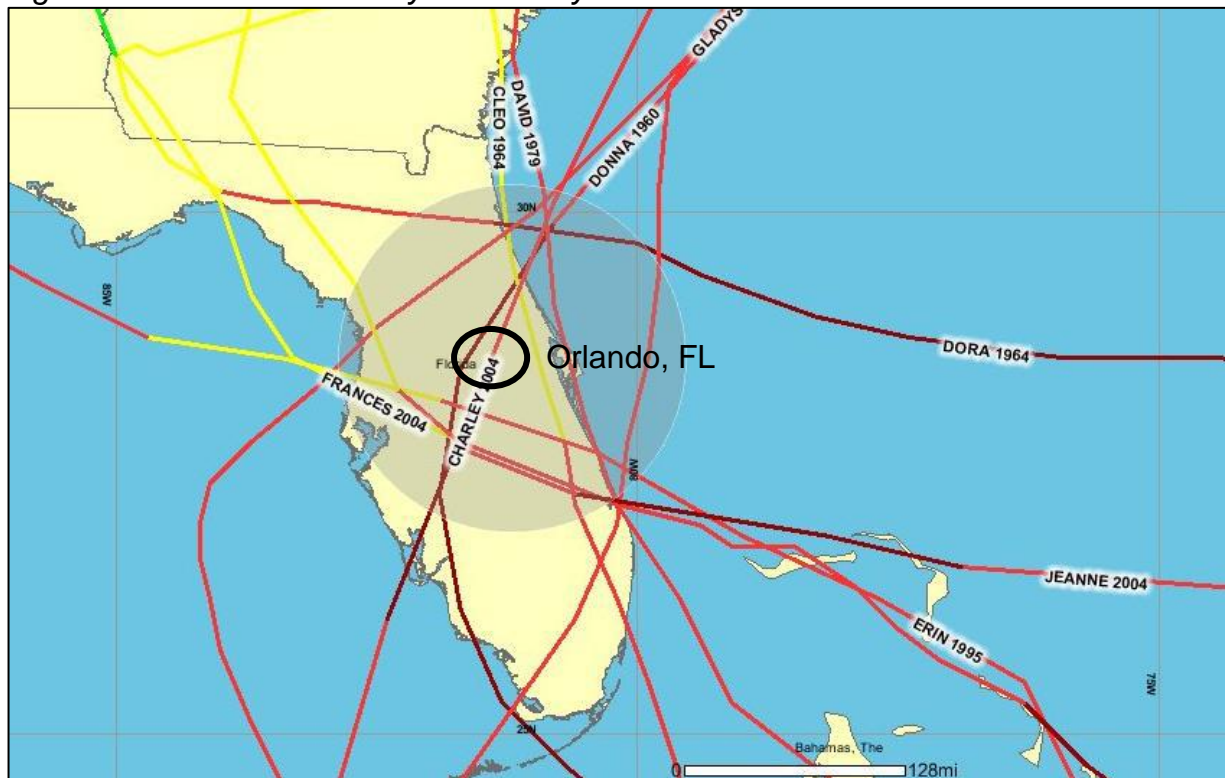 GLADYS
DAVID 1979
CLEO 1964
DONNA 1960
30N
85W
DORA 1964
Orlando, FL
FRANCES 2004
CHARLEY 2004
80W
JEANNE 2004
ERIN 1995
75W
25N
Bahamas, The
0 128mi